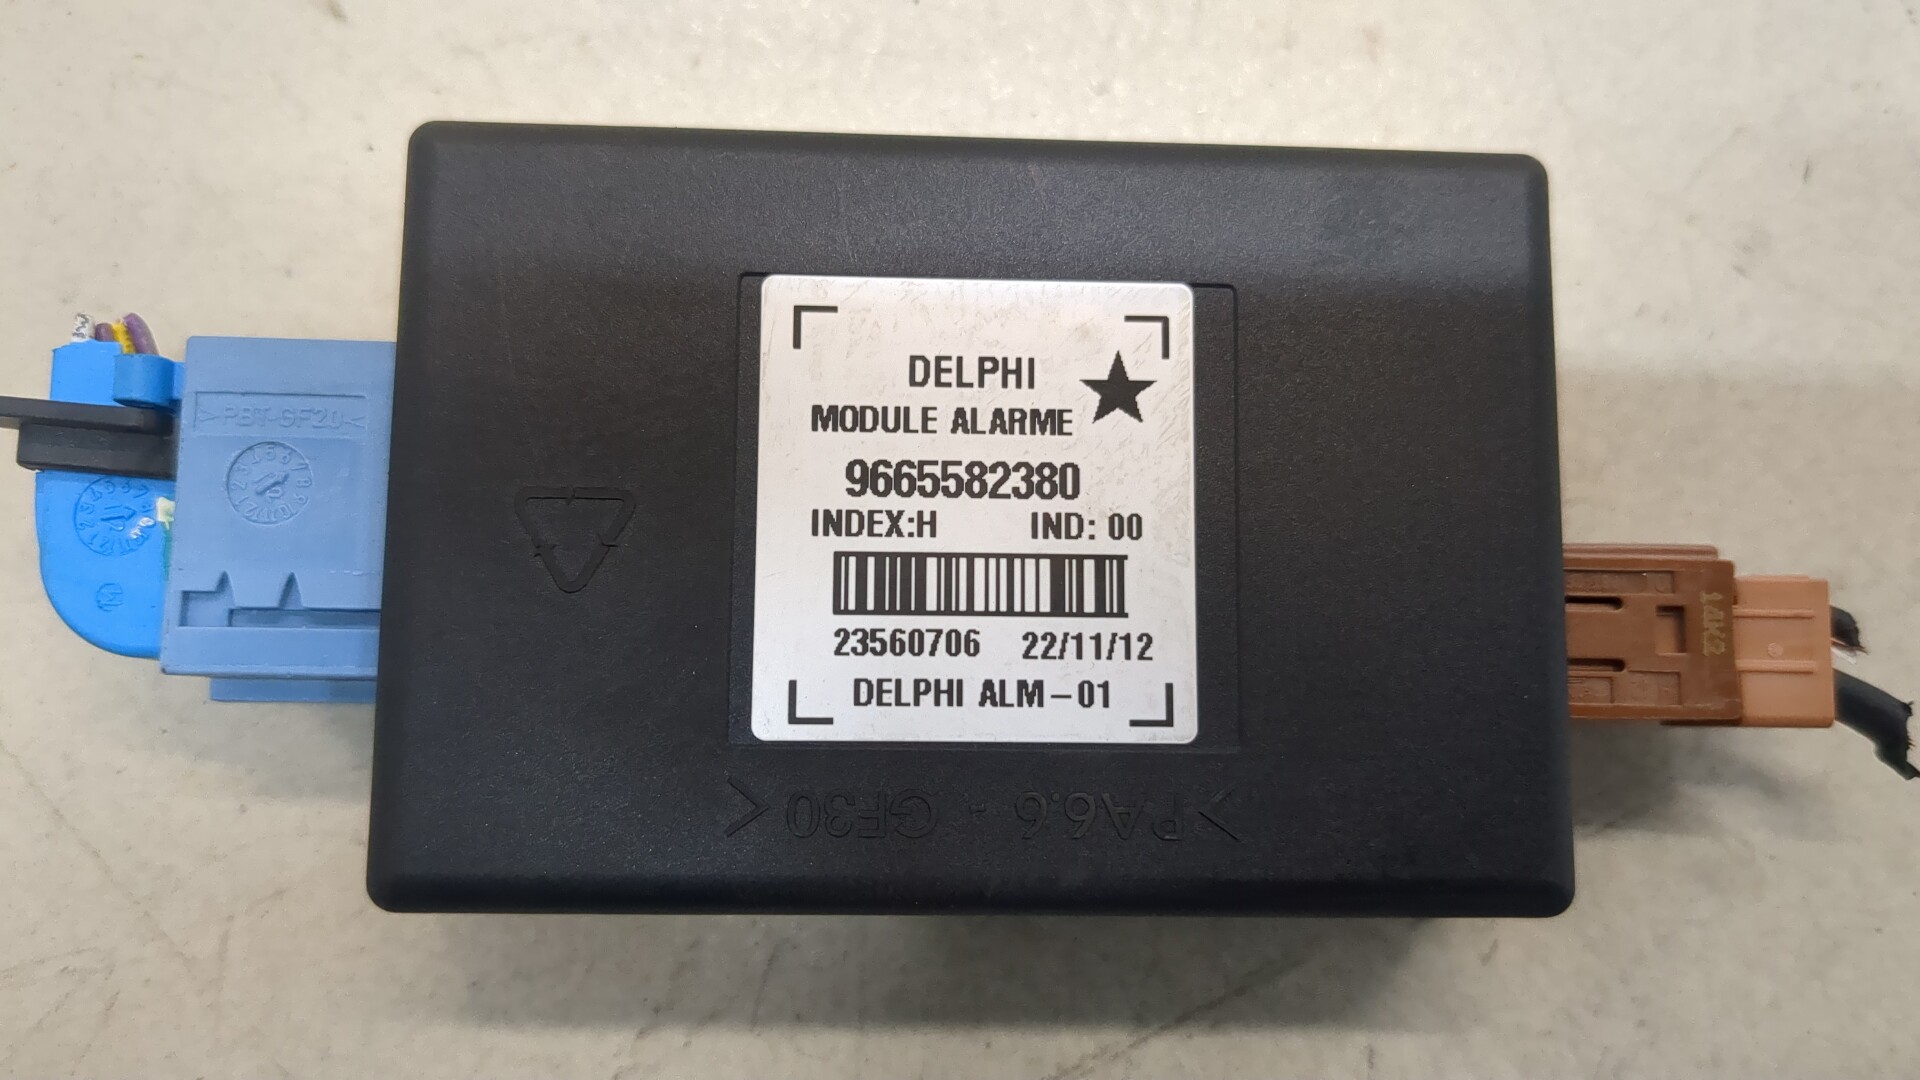 DELPHI
MODULE ALARME
9665582380
INDEX:H IND: 00
23560706 22/11/12
DELPHI ALM-01
>PA6.6 - GF30<
>PBT-GF20<